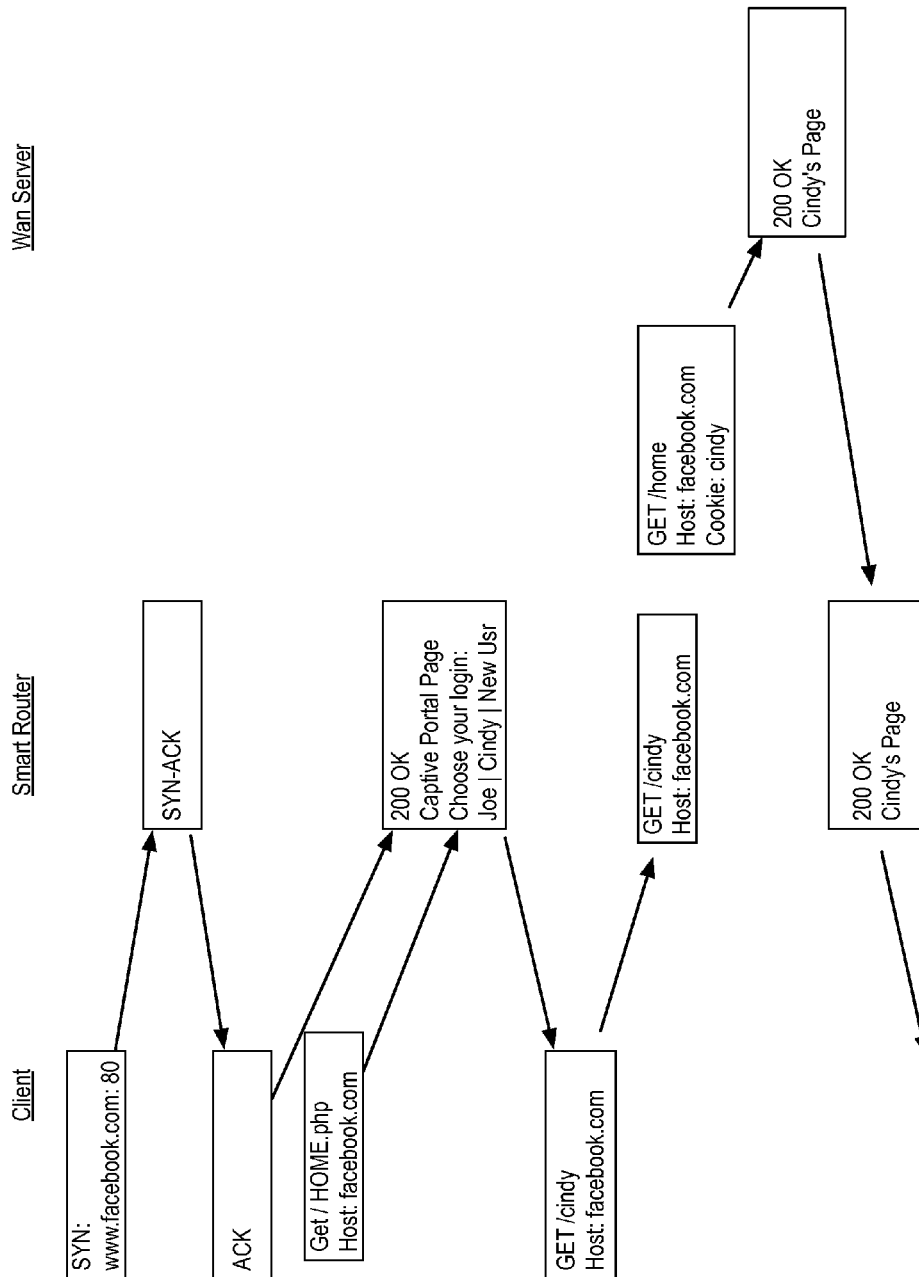 Client
Smart Router
Wan Server
SYN:
www.facebook.com: 80
SYN-ACK
ACK
Get / HOME.php
Host: facebook.com
200 OK
Captive Portal Page
Choose your login:
Joe | Cindy | New Usr
GET /cindy
Host: facebook.com
GET /cindy
Host: facebook.com
GET /home
Host: facebook.com
Cookie: cindy
200 OK
Cindy's Page
200 OK
Cindy's Page